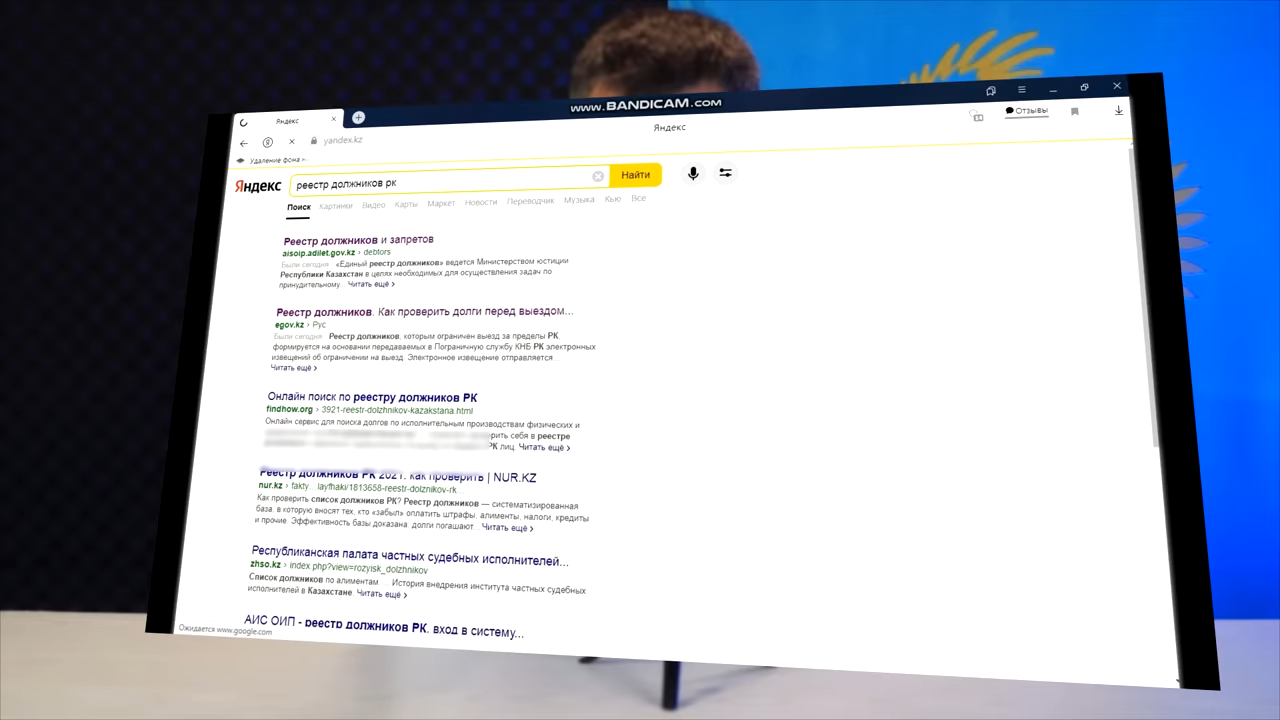 WWW.BANDICAM.COM
Яндекс
Отзывы
Яндекс
yandex.kz
Удаление фона н
Яндекс
реестр должников рк
Найти
Поиск Картинки Видео Карты Маркет Новости Переводчик Музыка Кью Все
Реестр должников и запретов
aisoip.adilet.gov.kz › debtors
Были сегодня «Единый реестр должников» ведется Министерством юстиции
Республики Казахстан в целях необходимых для осуществления задач по
принудительному... Читать ещё >
Реестр должников. Как проверить долги перед выездом...
egov.kz › Рус
Были сегодня Реестр должников, которым ограничен выезд за пределы РК,
формируется на основании передаваемых в Пограничную службу КНБ РК электронных
извещений об ограничении на выезд. Электронное извещение отправляется
Читать ещё >
Онлайн поиск по реестру должников РК
findhow.org › 3921-reestr-dolzhnikov-kazakstana.html
Онлайн сервис для поиска долгов по исполнительным производствам физических и
рить себя в реестре
РК лиц. Читать ещё >
Реестр должников РК 2021: как проверить | NUR.KZ
nur.kz › fakty... layfhaki/1813658-reestr-dolznikov-rk...
Как проверить список должников РК? Реестр должников — систематизированная
база, в которую вносят тех, кто «забыл» оплатить штрафы, алименты, налоги, кредиты
и прочие. Эффективность базы доказана: долги погашают... Читать ещё >
Республиканская палата частных судебных исполнителей...
zhso.kz › index.php?view=rozyisk_dolzhnikov
Список должников по алиментам. ... История внедрения института частных судебных
исполнителей в Казахстане. Читать ещё >
АИС ОИП - реестр должников РК. вход в систему...
Ожидается www.google.com